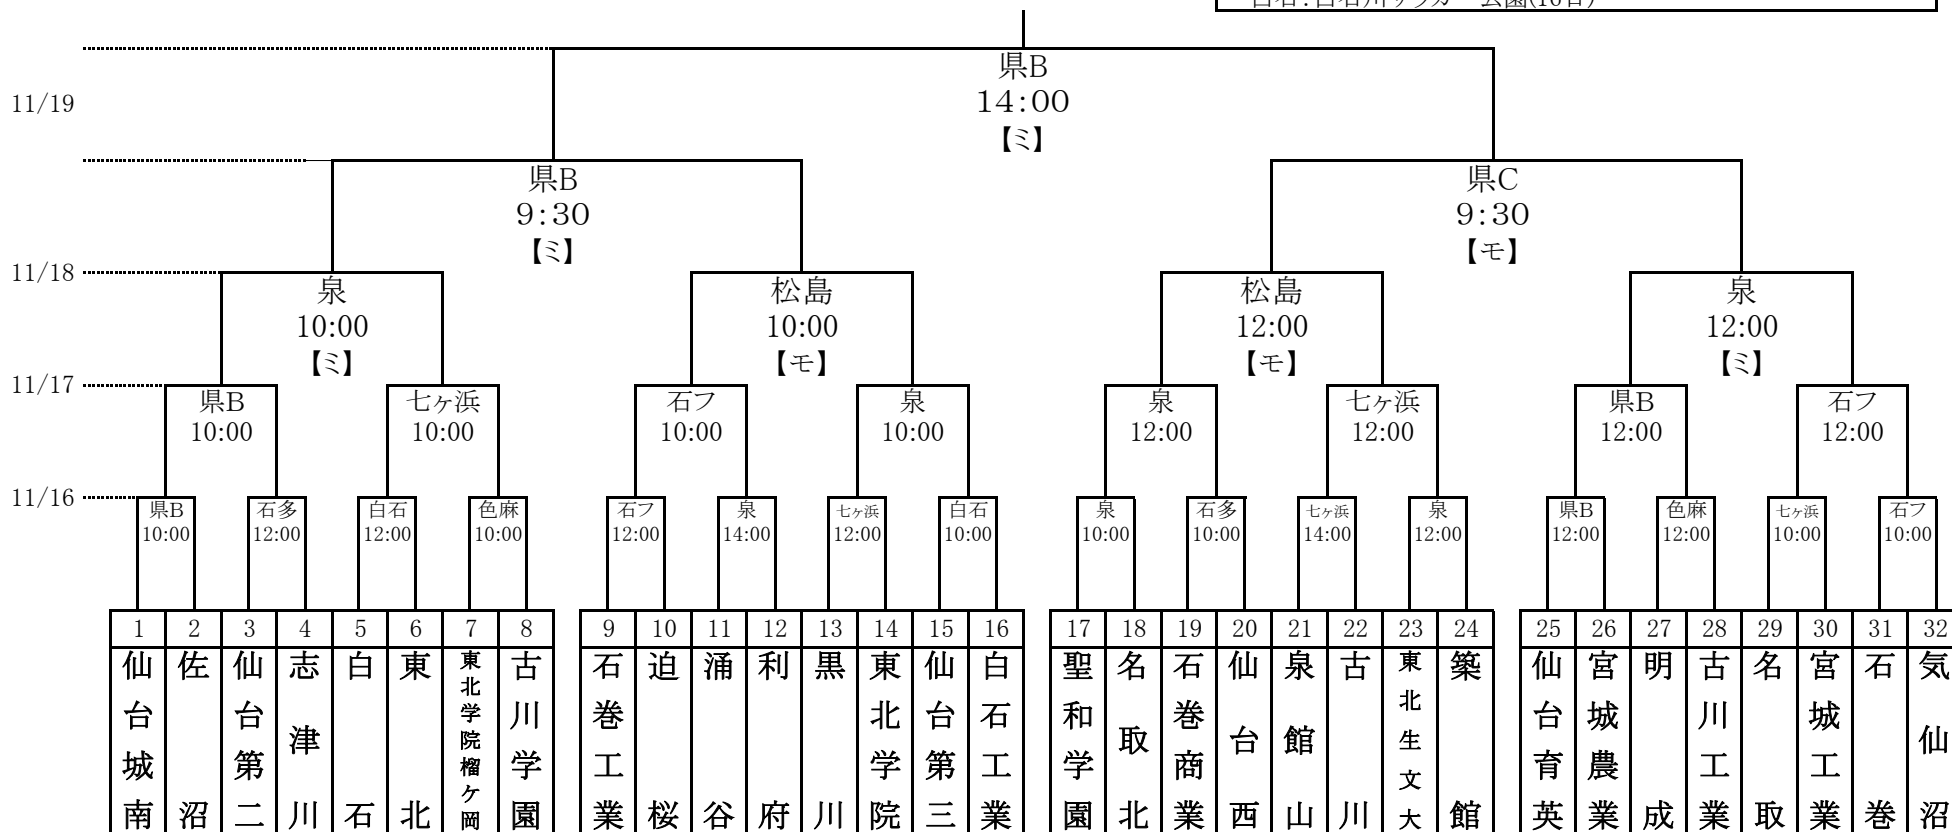 白石：白石川サッカー公園(16日)
県B
11/19
14:00
【ミ】
県B
県C
9:30
9:30
【ミ】
【モ】
11/18
泉
松島
松島
泉
10:00
10:00
12:00
12:00
【ミ】
【モ】
【モ】
【ミ】
11/17
県B
七ヶ浜
石フ
泉
泉
七ヶ浜
県B
石フ
10:00
10:00
10:00
10:00
12:00
12:00
12:00
12:00
11/16
県B
石多
白石
色麻
石フ
泉
七ヶ浜
白石
泉
石多
七ヶ浜
泉
県B
色麻
七ヶ浜
石フ
10:00
12:00
12:00
10:00
12:00
14:00
12:00
10:00
10:00
10:00
14:00
12:00
12:00
12:00
10:00
10:00
1
2
3
4
5
6
7
8
9
10
11
12
13
14
15
16
17
18
19
20
21
22
23
24
25
26
27
28
29
30
31
32
仙台城南
佐沼
仙台第二
志津川
白石
東北
東北学院榴ケ岡
古川学園
石巻工業
迫桜
涌谷
利府
黒川
東北学院
仙台第三
白石工業
聖和学園
名取北
石巻商業
仙台西
泉館山
古川
東北生文大
築館
仙台育英
宮城農業
明成
古川工業
名取
宮城工業
石巻
気仙沼